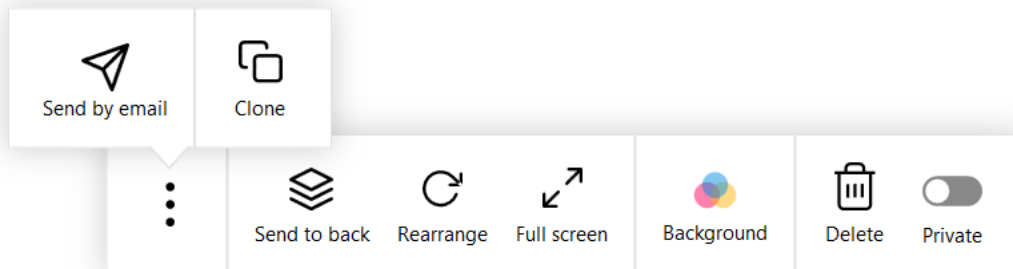 Send by email
Clone
Send to back
Rearrange
Full screen
Background
Delete
Private